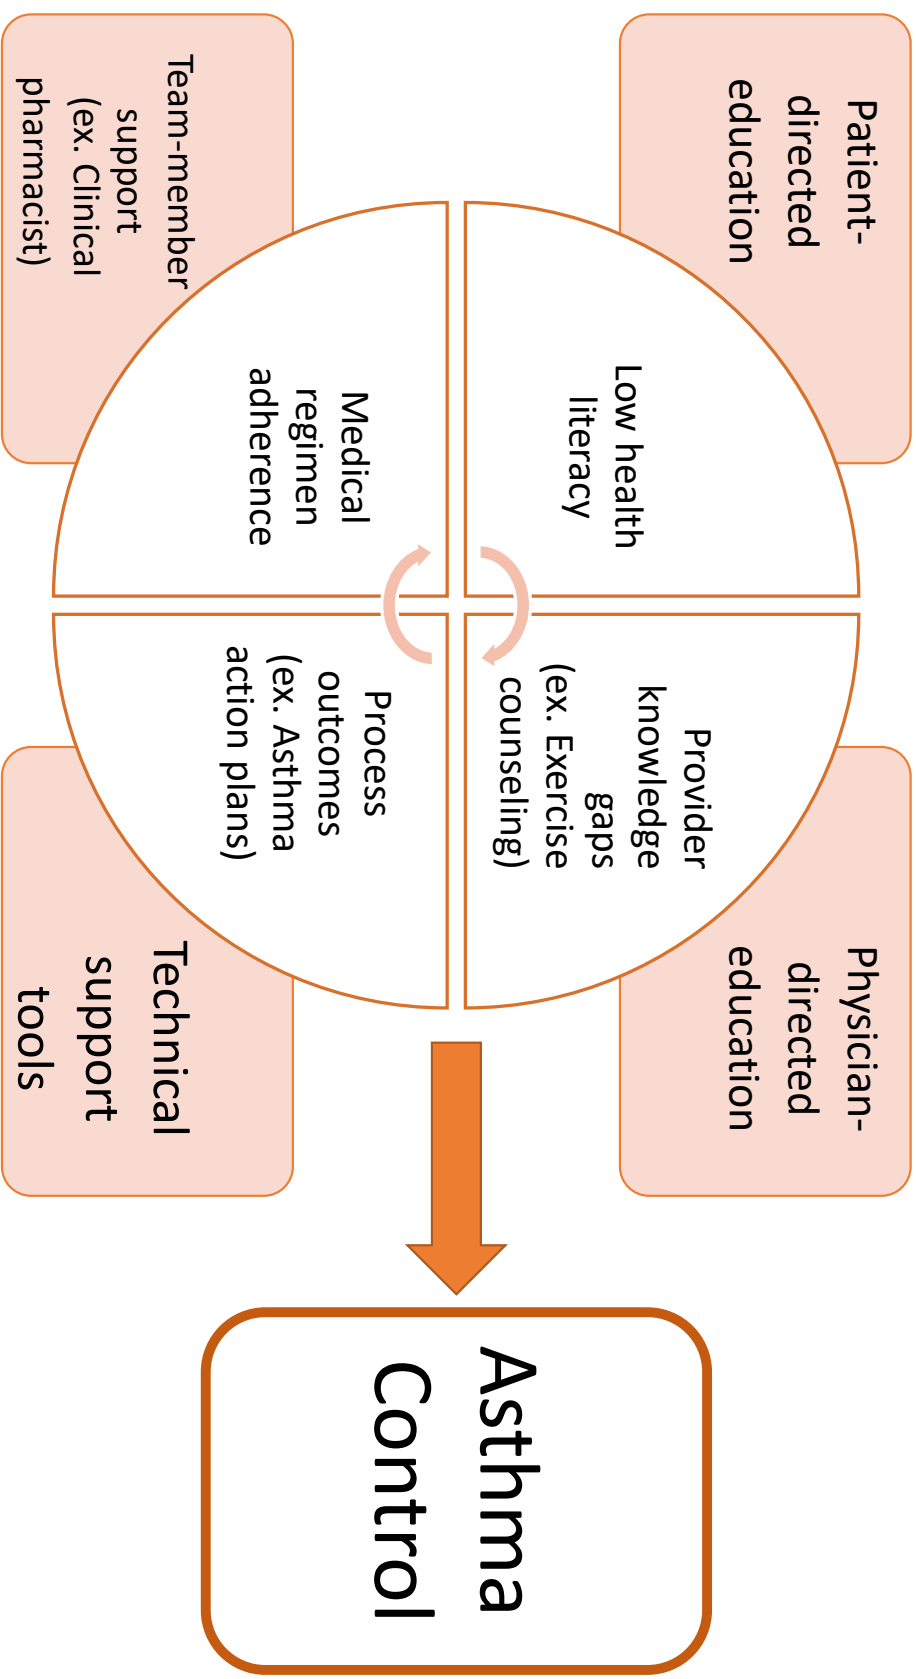 Patient-
directed
education
Physician-
directed
education
Low health
literacy
Provider
knowledge
gaps
(ex. Exercise
counseling)
Medical
regimen
adherence
Process
outcomes
(ex. Asthma
action plans)
Team-member
support
(ex. Clinical
pharmacist)
Technical
support
tools
Asthma
Control